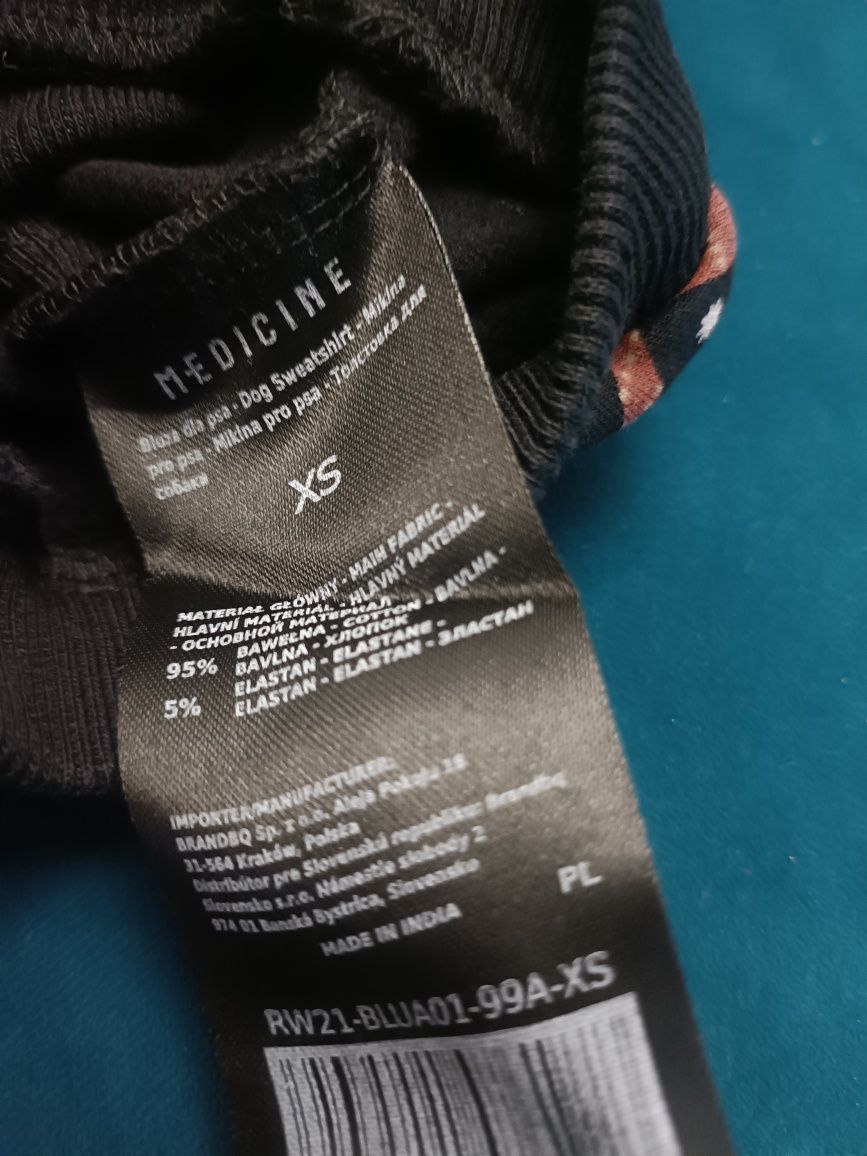 MEDICINE
Bluza dla psa - Dog Sweatshirt - Mikina
pro psa - Mikina pro psa - Толстовка для
собаки
XS
MATERIAŁ GŁÓWNY - MAIN FABRIC -
HLAVNÍ MATERIÁL - HLAVNÝ MATERIÁL
- ОСНОВНОЙ МАТЕРИАЛ
95% BAWEŁNA - COTTON - BAVLNA -
BAVLNA - ХЛОПОК
5% ELASTAN - ELASTANE -
ELASTAN - ELASTAN - ЭЛАСТАН
IMPORTER/MANUFACTURER:
BRANDBQ Sp. z o.o. Aleja Pokoju 18
31-564 Kraków, Polska
Distribútor pre Slovenskú republiku: Brandbq
Slovensko s.r.o. Námestie slobody 2
974 01 Banská Bystrica, Slovensko
PL
MADE IN INDIA
RW21-BLUA01-99A-XS